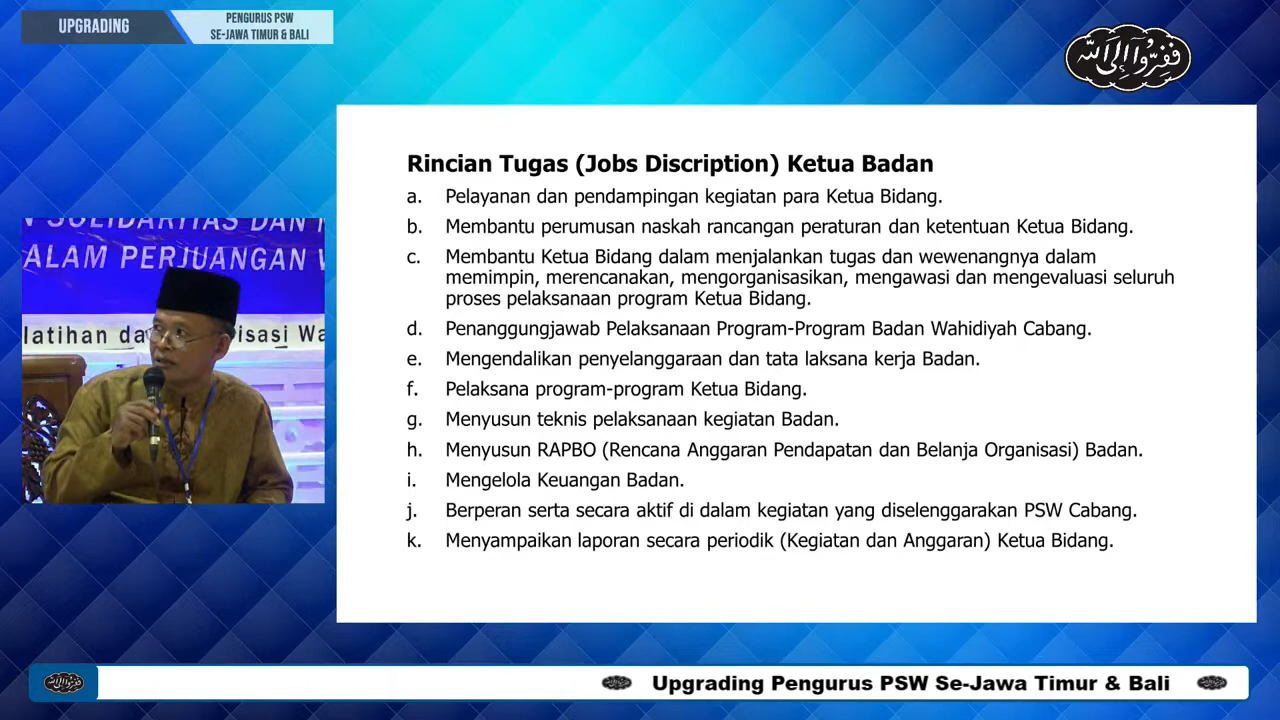 UPGRADING
PENGURUS PSW
SE-JAWA TIMUR & BALI
فَفِرُّوْآ اِلَى اللّٰه
Rincian Tugas (Jobs Discription) Ketua Badan
a. Pelayanan dan pendampingan kegiatan para Ketua Bidang.
b. Membantu perumusan naskah rancangan peraturan dan ketentuan Ketua Bidang.
c. Membantu Ketua Bidang dalam menjalankan tugas dan wewenangnya dalam
memimpin, merencanakan, mengorganisasikan, mengawasi dan mengevaluasi seluruh
proses pelaksanaan program Ketua Bidang.
d. Penanggungjawab Pelaksanaan Program-Program Badan Wahidiyah Cabang.
e. Mengendalikan penyelanggaraan dan tata laksana kerja Badan.
f. Pelaksana program-program Ketua Bidang.
g. Menyusun teknis pelaksanaan kegiatan Badan.
h. Menyusun RAPBO (Rencana Anggaran Pendapatan dan Belanja Organisasi) Badan.
i. Mengelola Keuangan Badan.
j. Berperan serta secara aktif di dalam kegiatan yang diselenggarakan PSW Cabang.
k. Menyampaikan laporan secara periodik (Kegiatan dan Anggaran) Ketua Bidang.
SOLIDARITAS DAN
ALAM PERJUANGAN
latihan da isasi Wa
فَفِرُّوْآ اِلَى اللّٰه
فَفِرُّوْآ اِلَى اللّٰه
Upgrading Pengurus PSW Se-Jawa Timur & Bali
فَفِرُّوْآ اِلَى اللّٰه